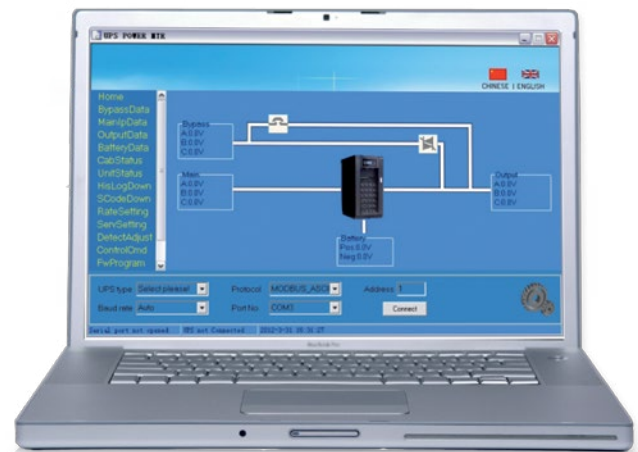 UPS POWER MTR
CHINESE | ENGLISH
Home
BypassData
MainIpData
OutputData
BatteryData
CabStatus
UnitStatus
HisLogDown
SCodeDown
RateSetting
ServSetting
DetectAdjust
ControlCmd
FwProgram
Bypass
A:0.0V
B:0.0V
C:0.0V
Main
A:0.0V
B:0.0V
C:0.0V
Output
A:0.0V
B:0.0V
C:0.0V
Battery
Pos:0.0V
Neg:0.0V
UPS type Select please! Protocol MODBUS_ASCI Address 1
Baud rate Auto Port No. COM3 Connect
Serial port not opened UPS not Connected